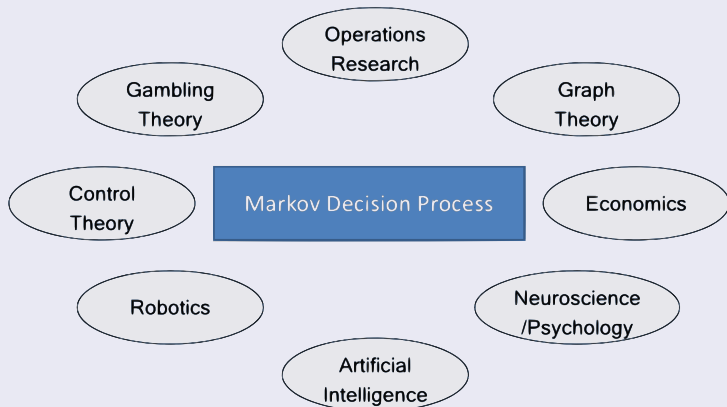 Operations
Research
Gambling
Theory
Graph
Theory
Control
Theory
Markov Decision Process
Economics
Robotics
Neuroscience
/Psychology
Artificial
Intelligence